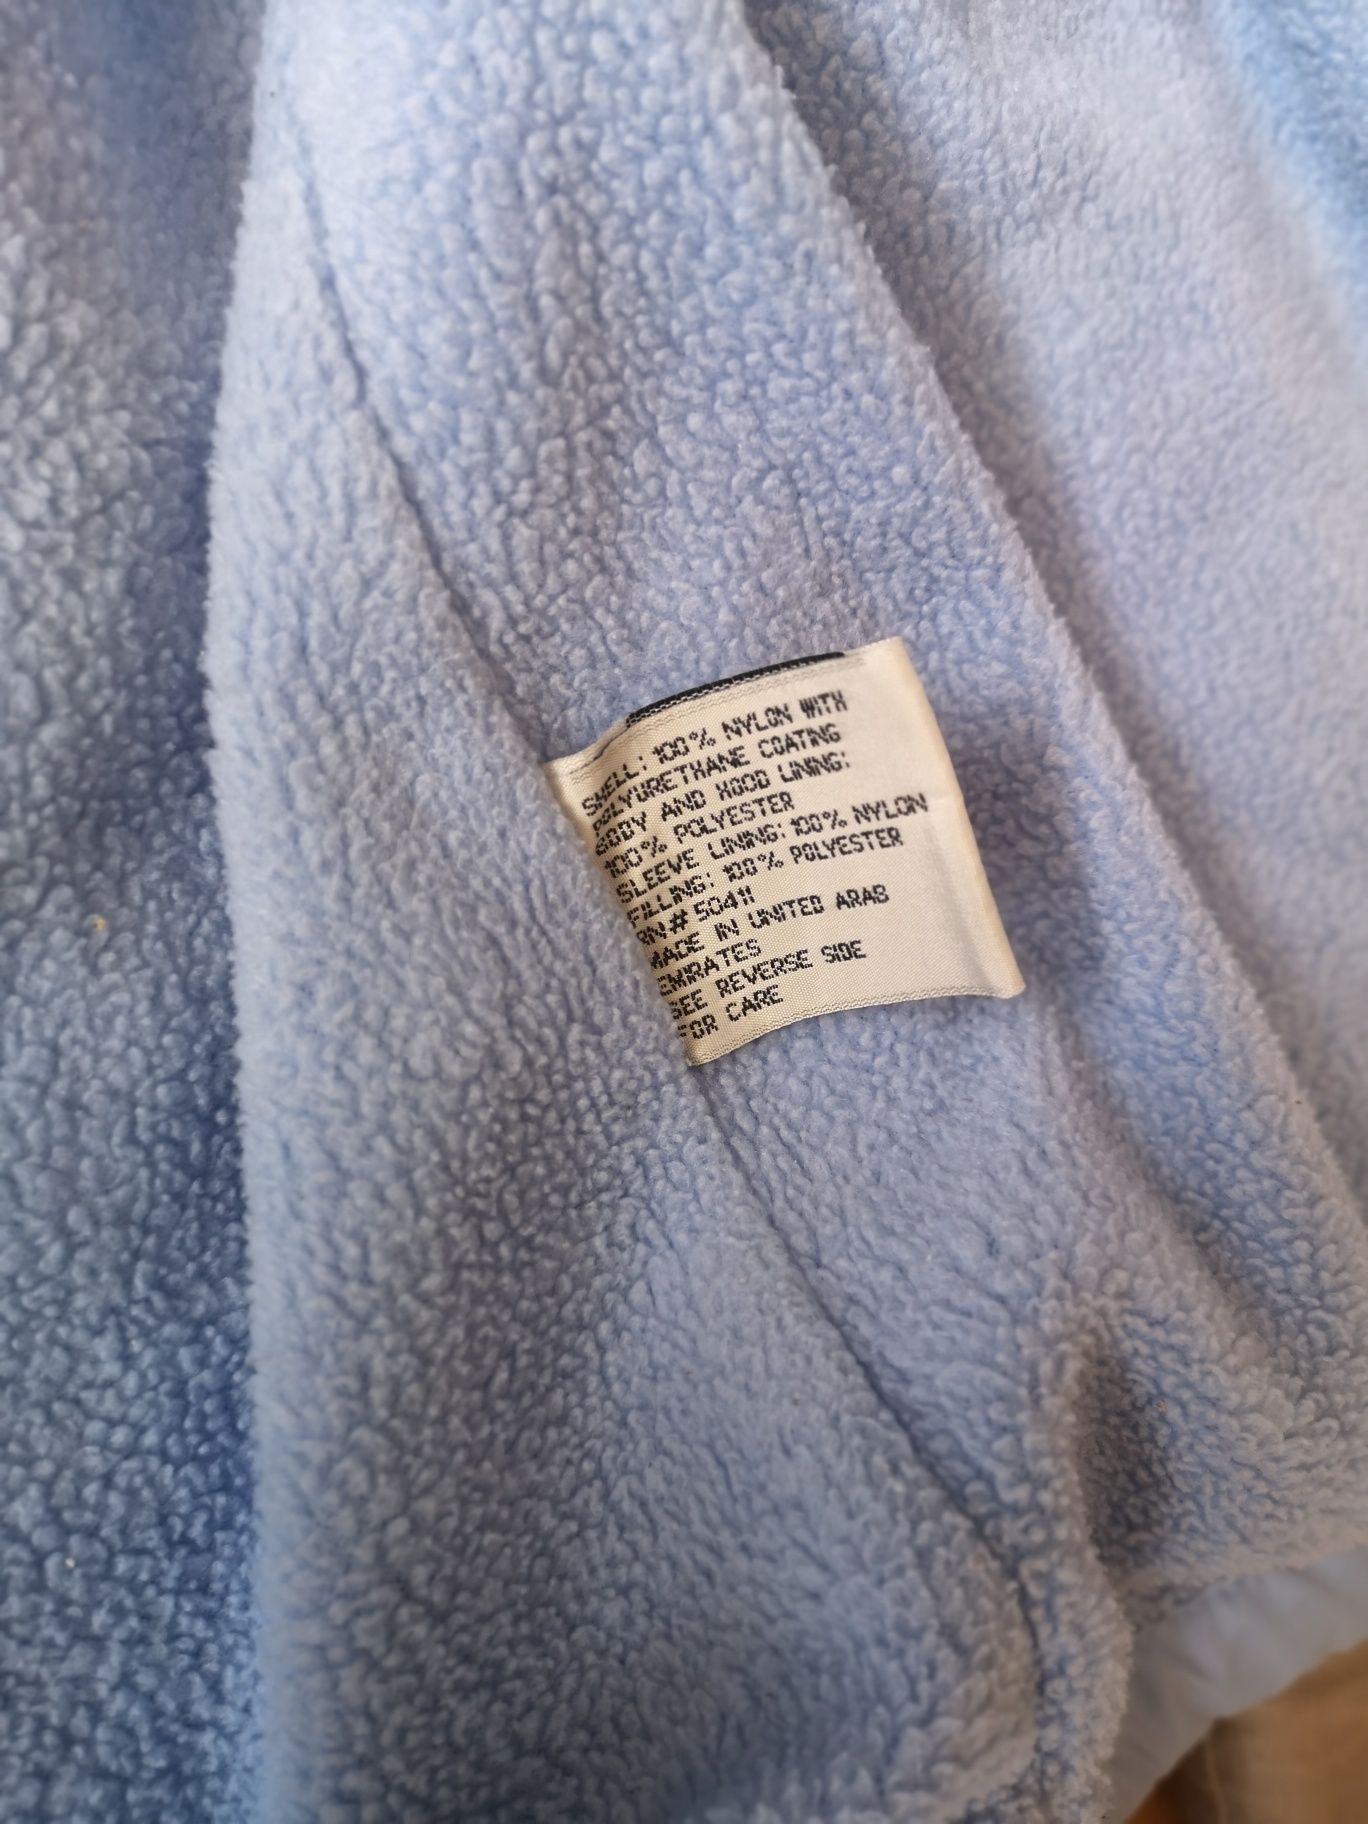 SHELL: 100% NYLON WITH
POLYURETHANE COATING
BODY AND HOOD LINING:
100% POLYESTER
SLEEVE LINING: 100% NYLON
FILLING: 100% POLYESTER
RN# 50411
MADE IN UNITED ARAB
EMIRATES
SEE REVERSE SIDE
FOR CARE